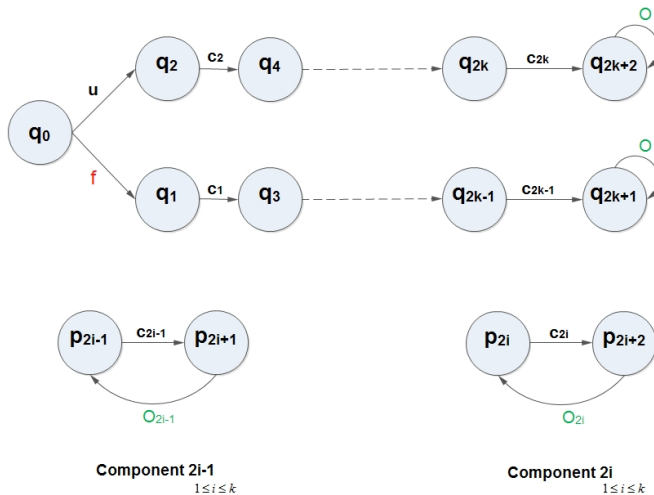 O
q2 c2 q4 q2k c2k q2k+2
u
q0
O
f
q1 c1 q3 q2k-1 c2k-1 q2k+1
p2i-1 c2i-1 p2i+1 p2i c2i p2i+2
O2i-1 O2i
Component 2i-1 Component 2i
1≤i≤k 1≤i≤k